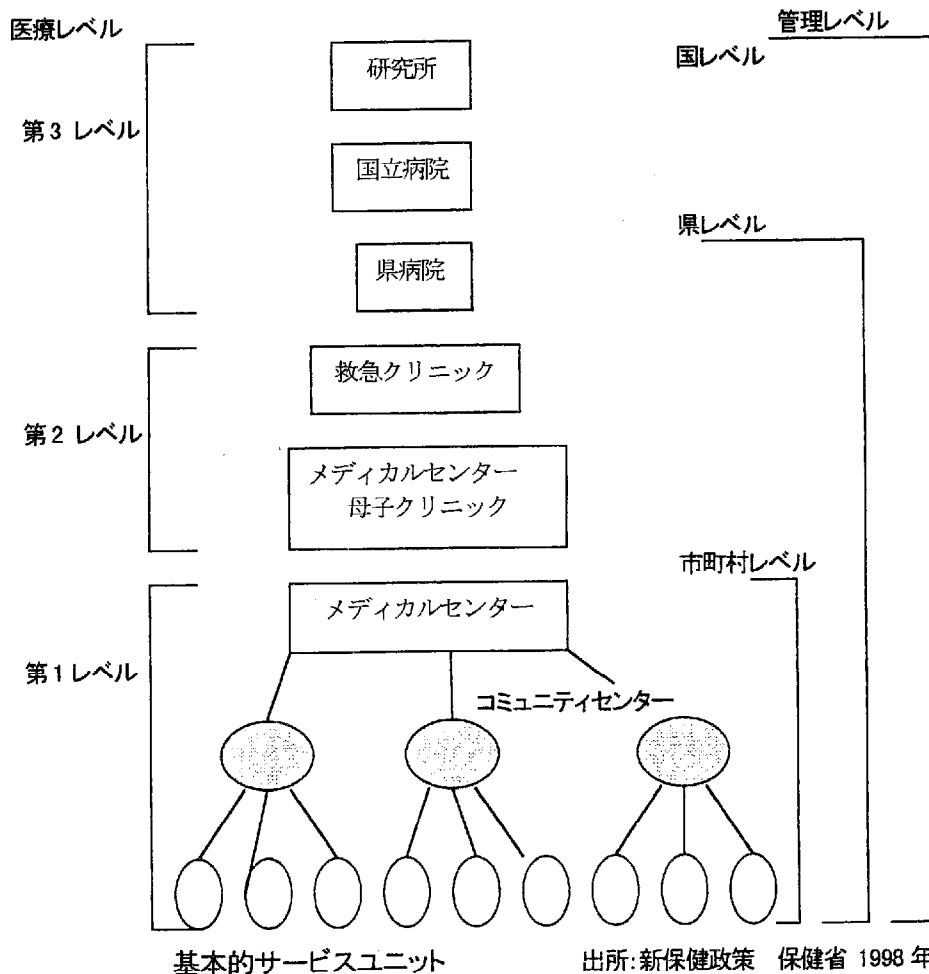 医療レベル
管理レベル
国レベル
研究所
第3 レベル
国立病院
県レベル
県病院
救急クリニック
第2 レベル
メディカルセンター
母子クリニック
市町村レベル
メディカルセンター
第1レベル
コミュニティセンター
基本的サービスユニット
出所:新保健政策 保健省 1998年